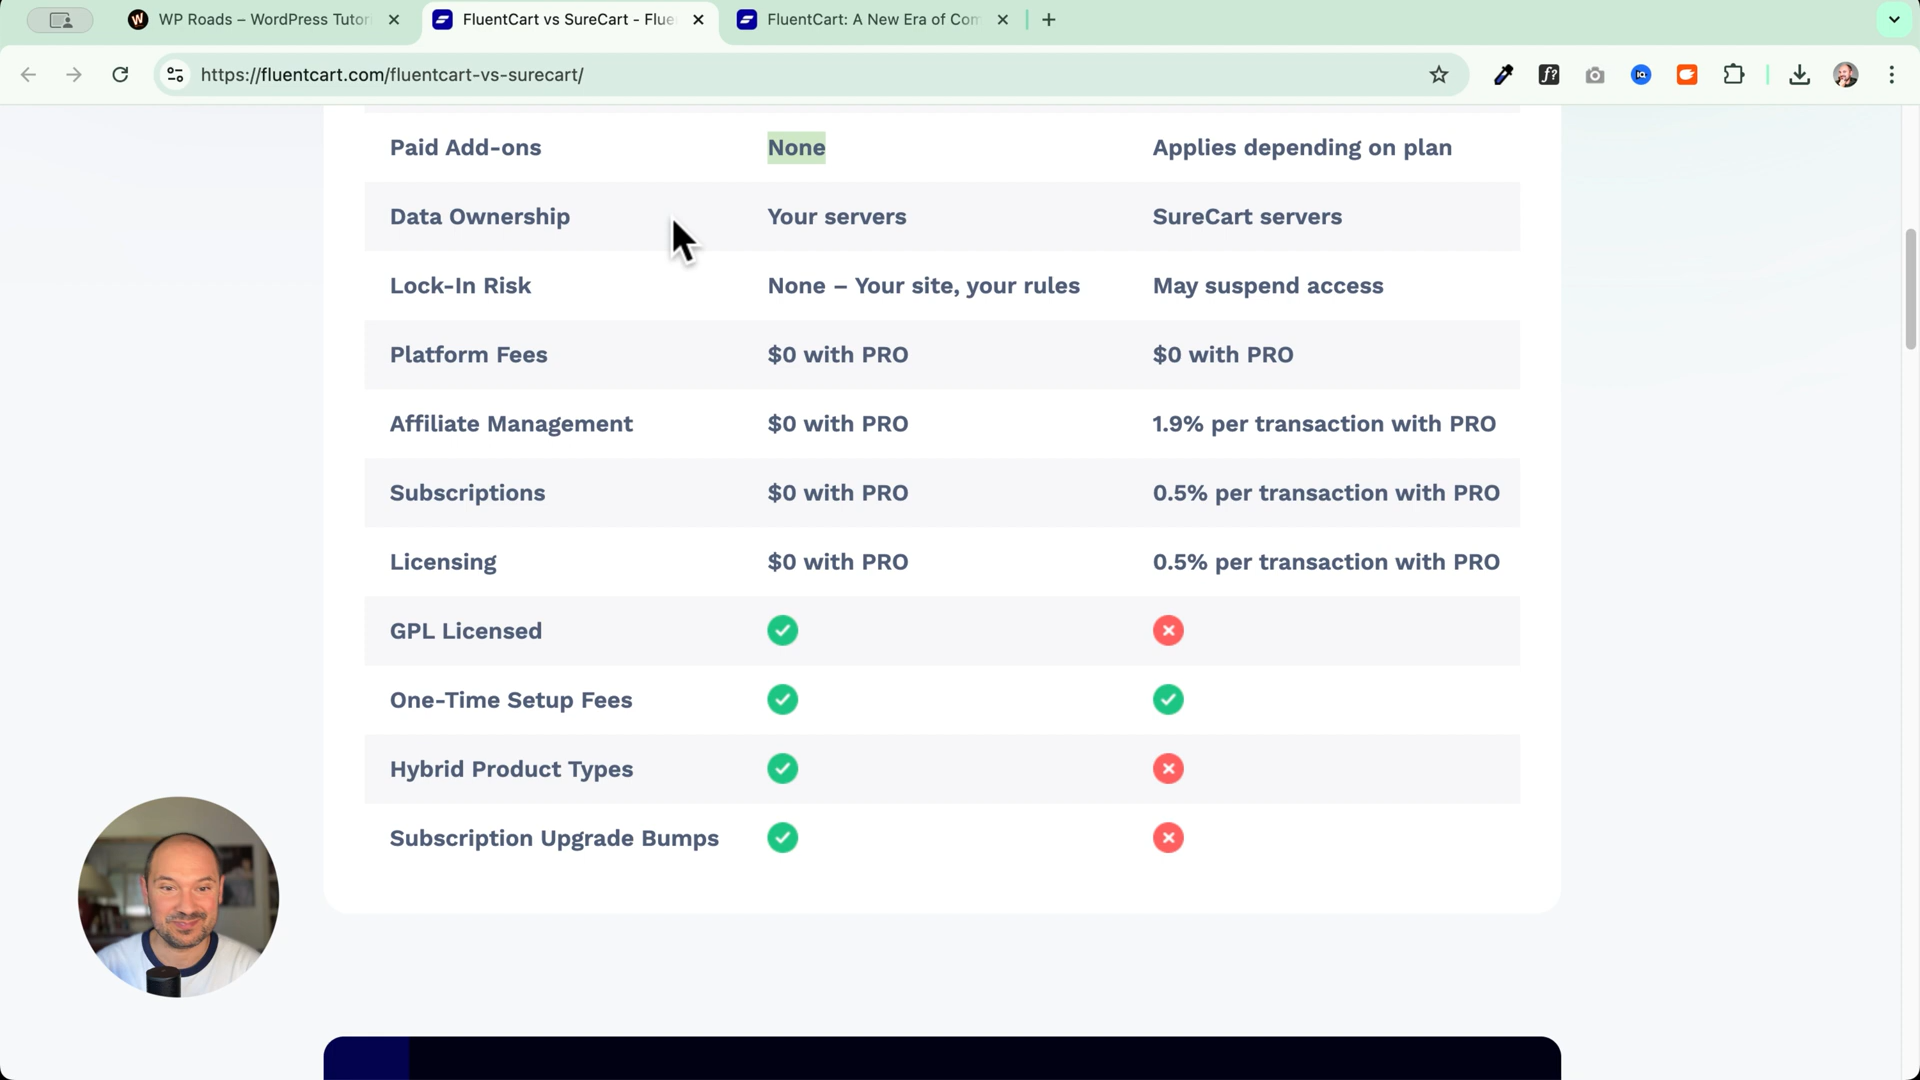 WP Roads – WordPress Tutor
FluentCart vs SureCart - Flue
FluentCart: A New Era of Com
https://fluentcart.com/fluentcart-vs-surecart/
f?
IQ
Paid Add-ons None Applies depending on plan
Data Ownership Your servers SureCart servers
Lock-In Risk None – Your site, your rules May suspend access
Platform Fees $0 with PRO $0 with PRO
Affiliate Management $0 with PRO 1.9% per transaction with PRO
Subscriptions $0 with PRO 0.5% per transaction with PRO
Licensing $0 with PRO 0.5% per transaction with PRO
GPL Licensed
One-Time Setup Fees
Hybrid Product Types
Subscription Upgrade Bumps